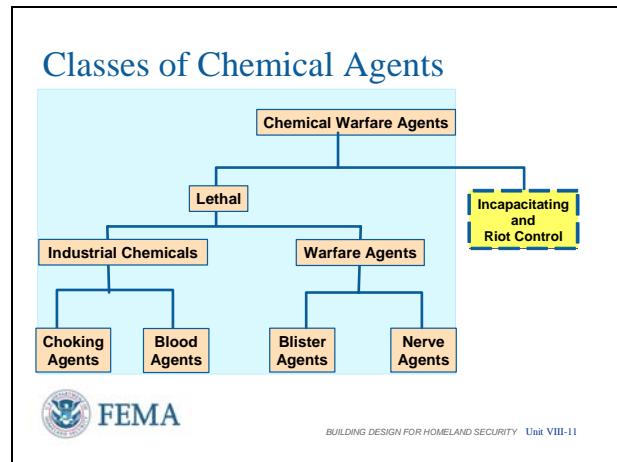 Classes of Chemical Agents
Chemical Warfare Agents
Lethal
Incapacitating
and
Riot Control
Industrial Chemicals
Warfare Agents
Choking
Agents
Blood
Agents
Blister
Agents
Nerve
Agents
FEMA
BUILDING DESIGN FOR HOMELAND SECURITY Unit VIII-11